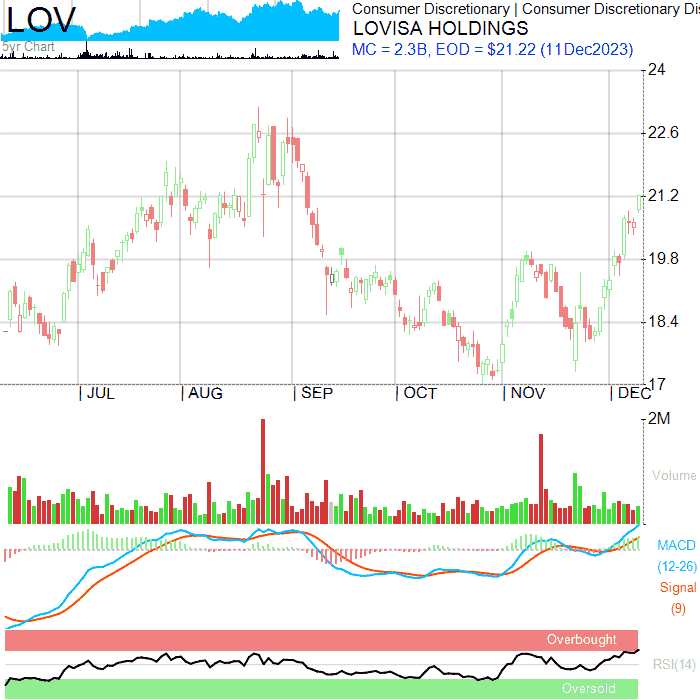 LOV
5yr Chart
Consumer Discretionary | Consumer Discretionary Dis
LOVISA HOLDINGS
MC = 2.3B, EOD = $21.22 (11Dec2023)
24
22.6
21.2
19.8
18.4
17
JUL AUG SEP OCT NOV DEC
2M
Volume
MACD
(12-26)
Signal
(9)
Overbought
RSI(14)
Oversold